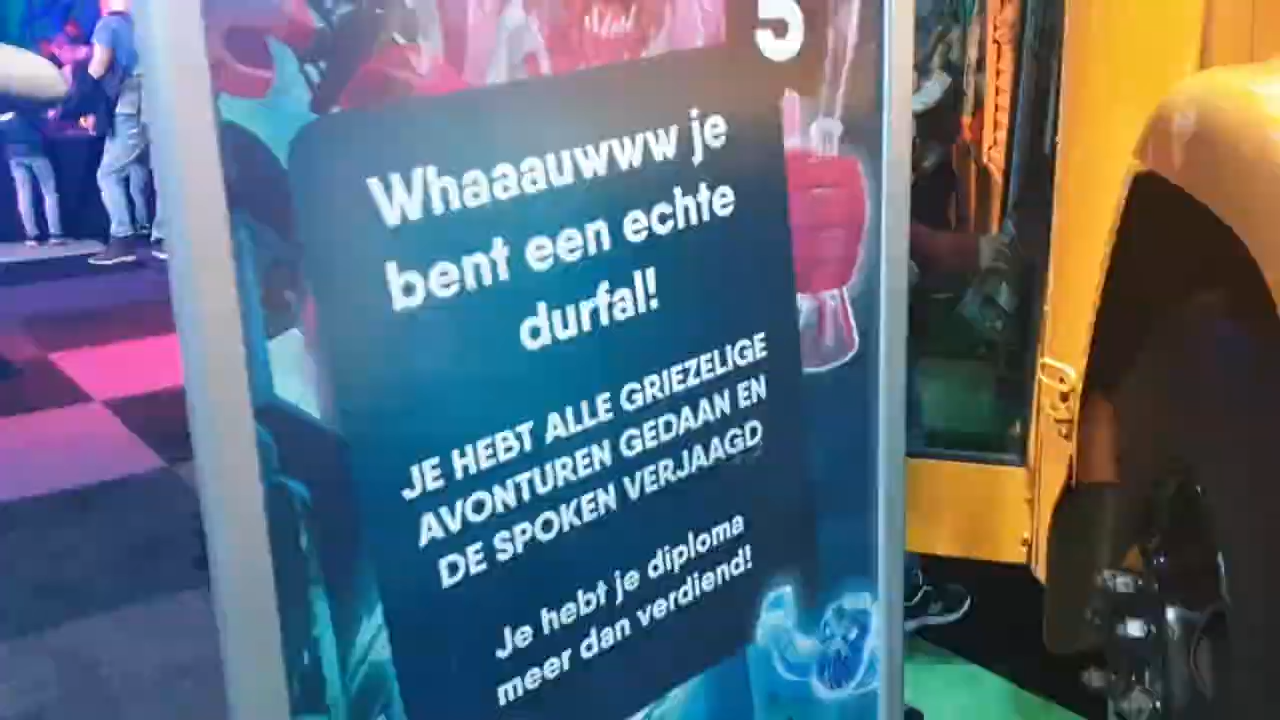 5
Whaaauwww je
bent een echte
durfal!
JE HEBT ALLE GRIEZELIGE
AVONTUREN GEDAAN EN
DE SPOKEN VERJAAGD
Je hebt je diploma
meer dan verdiend!